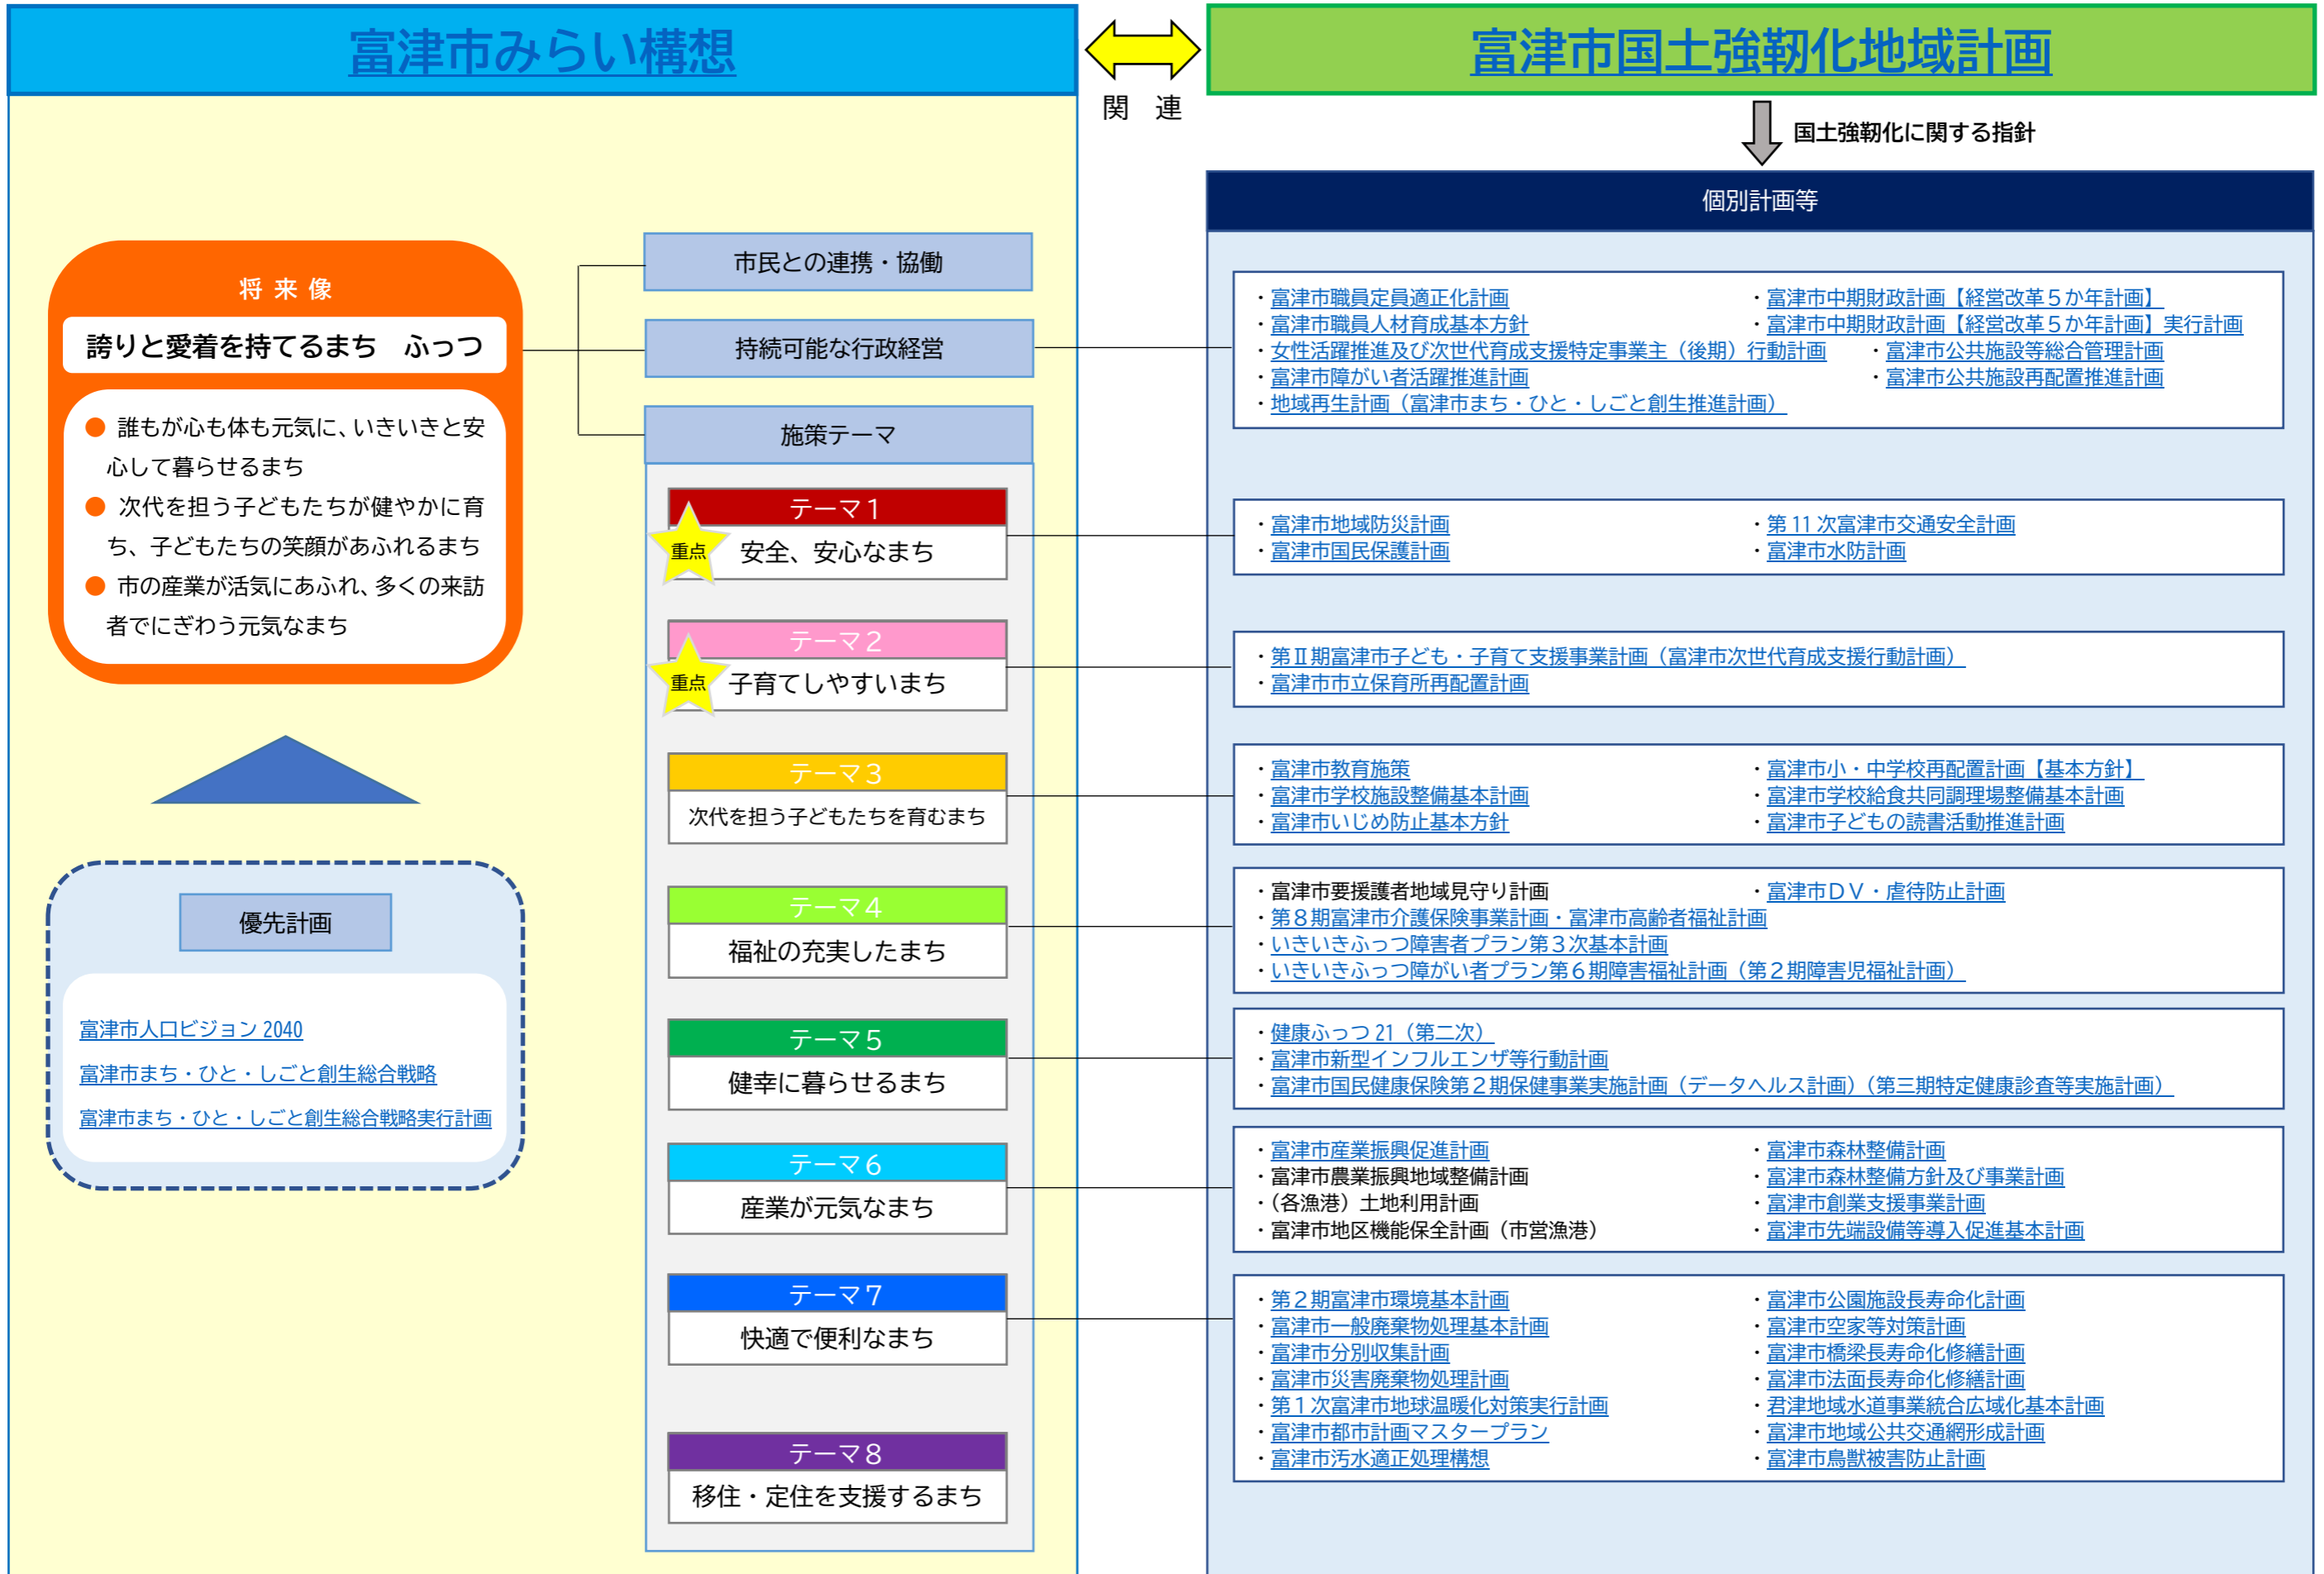 富津市みらい構想
関　連
富津市国土強靭化地域計画
国土強靭化に関する指針
将 来 像
誇りと愛着を持てるまち　ふっつ
● 誰もが心も体も元気に、いきいきと安
心して暮らせるまち
● 次代を担う子どもたちが健やかに育
ち、子どもたちの笑顔があふれるまち
● 市の産業が活気にあふれ、多くの来訪
者でにぎわう元気なまち
優先計画
富津市人口ビジョン 2040
富津市まち・ひと・しごと創生総合戦略
富津市まち・ひと・しごと創生総合戦略実行計画
市民との連携・協働
持続可能な行政経営
施策テーマ
テーマ１
重点
安全、安心なまち
テーマ２
重点
子育てしやすいまち
テーマ３
次代を担う子どもたちを育むまち
テーマ４
福祉の充実したまち
テーマ５
健幸に暮らせるまち
テーマ６
産業が元気なまち
テーマ７
快適で便利なまち
テーマ８
移住・定住を支援するまち
個別計画等
・富津市職員定員適正化計画
・富津市中期財政計画【経営改革５か年計画】
・富津市職員人材育成基本方針
・富津市中期財政計画【経営改革５か年計画】実行計画
・女性活躍推進及び次世代育成支援特定事業主（後期）行動計画
・富津市公共施設等総合管理計画
・富津市障がい者活躍推進計画
・富津市公共施設再配置推進計画
・地域再生計画（富津市まち・ひと・しごと創生推進計画）
・富津市地域防災計画
・第 11 次富津市交通安全計画
・富津市国民保護計画
・富津市水防計画
・第Ⅱ期富津市子ども・子育て支援事業計画（富津市次世代育成支援行動計画）
・富津市市立保育所再配置計画
・富津市教育施策
・富津市小・中学校再配置計画【基本方針】
・富津市学校施設整備基本計画
・富津市学校給食共同調理場整備基本計画
・富津市いじめ防止基本方針
・富津市子どもの読書活動推進計画
・富津市要援護者地域見守り計画
・富津市ＤＶ・虐待防止計画
・第８期富津市介護保険事業計画・富津市高齢者福祉計画
・いきいきふっつ障害者プラン第３次基本計画
・いきいきふっつ障がい者プラン第６期障害福祉計画（第２期障害児福祉計画）
・健康ふっつ 21（第二次）
・富津市新型インフルエンザ等行動計画
・富津市国民健康保険第２期保健事業実施計画（データヘルス計画）（第三期特定健康診査等実施計画）
・富津市産業振興促進計画
・富津市森林整備計画
・富津市農業振興地域整備計画
・富津市森林整備方針及び事業計画
・（各漁港）土地利用計画
・富津市創業支援事業計画
・富津市地区機能保全計画（市営漁港）
・富津市先端設備等導入促進基本計画
・第２期富津市環境基本計画
・富津市公園施設長寿命化計画
・富津市一般廃棄物処理基本計画
・富津市空家等対策計画
・富津市分別収集計画
・富津市橋梁長寿命化修繕計画
・富津市災害廃棄物処理計画
・富津市法面長寿命化修繕計画
・第１次富津市地球温暖化対策実行計画
・君津地域水道事業統合広域化基本計画
・富津市都市計画マスタープラン
・富津市地域公共交通網形成計画
・富津市汚水適正処理構想
・富津市鳥獣被害防止計画